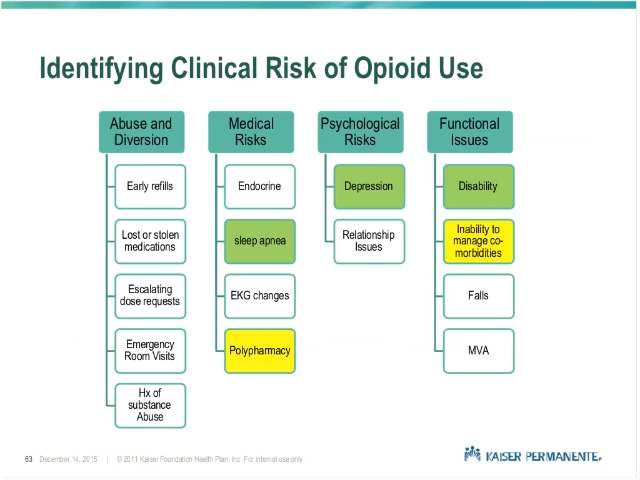 Identifying Clinical Risk of Opioid Use
Abuse and
Diversion
Early refills
Lost or stolen
medications
Escalating
dose requests
Emergency
Room Visits
Hx of
substance
Abuse
Medical
Risks
Endocrine
sleep apnea
EKG changes
Polypharmacy
Psychological
Risks
Depression
Relationship
Issues
Functional
Issues
Disability
Inability to
manage co-
morbidities
Falls
MVA
63 December 14, 2015 | © 2011 Kaiser Foundation Health Plan, Inc. For internal use only
KAISER PERMANENTE.